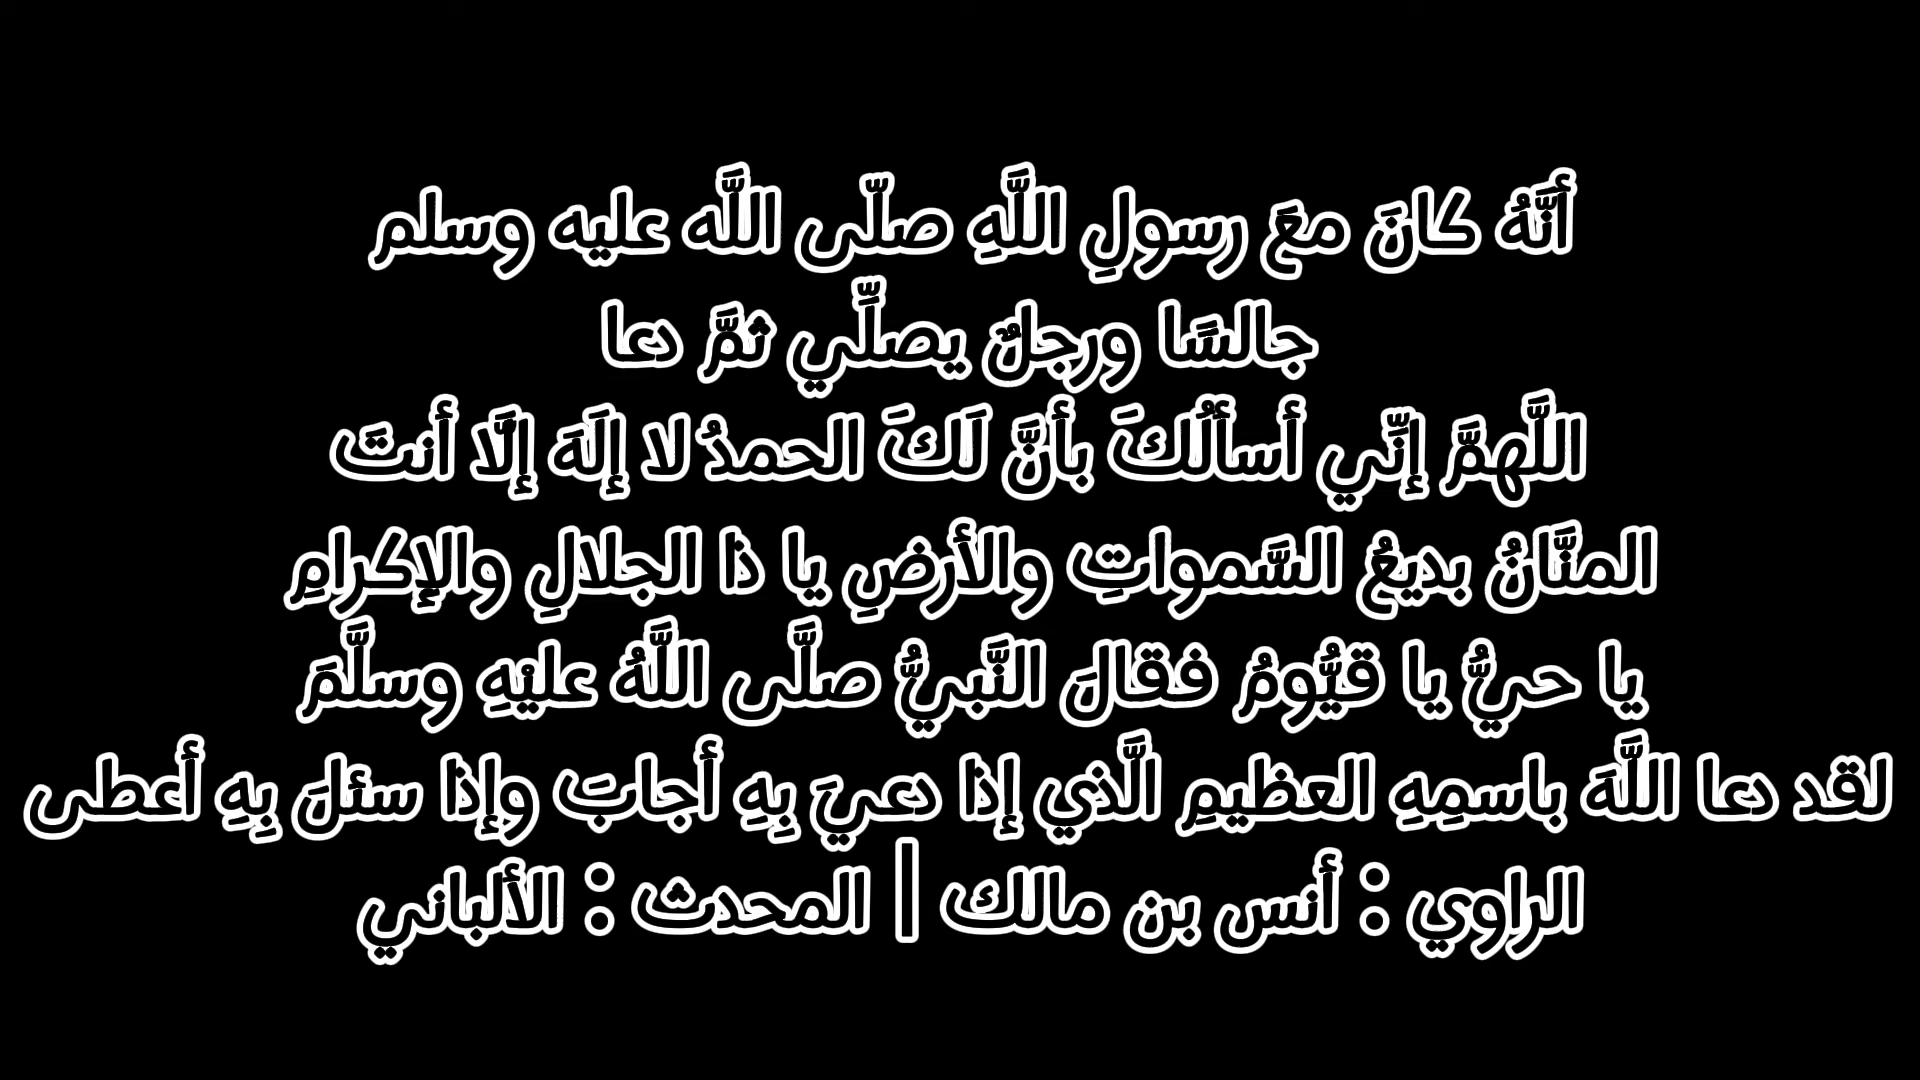 أنَّهُ كانَ معَ رسولِ اللَّهِ صلّى اللَّه عليه وسلم
جالسًا ورجلٌ يصلِّي ثمَّ دعا
اللَّهمَّ إنِّي أسألُكَ بأنَّ لَكَ الحمدُ لا إلَهَ إلَّا أنتَ
المنَّانُ بديعُ السَّمواتِ والأرضِ يا ذا الجلالِ والإكرامِ
يا حيُّ يا قيُّومُ فقالَ النَّبيُّ صلَّى اللَّهُ عليْهِ وسلَّمَ
لقد دعا اللَّهَ باسمِهِ العظيمِ الَّذي إذا دعيَ بِهِ أجابَ وإذا سئلَ بِهِ أعطى
الراوي : أنس بن مالك | المحدث : الألباني